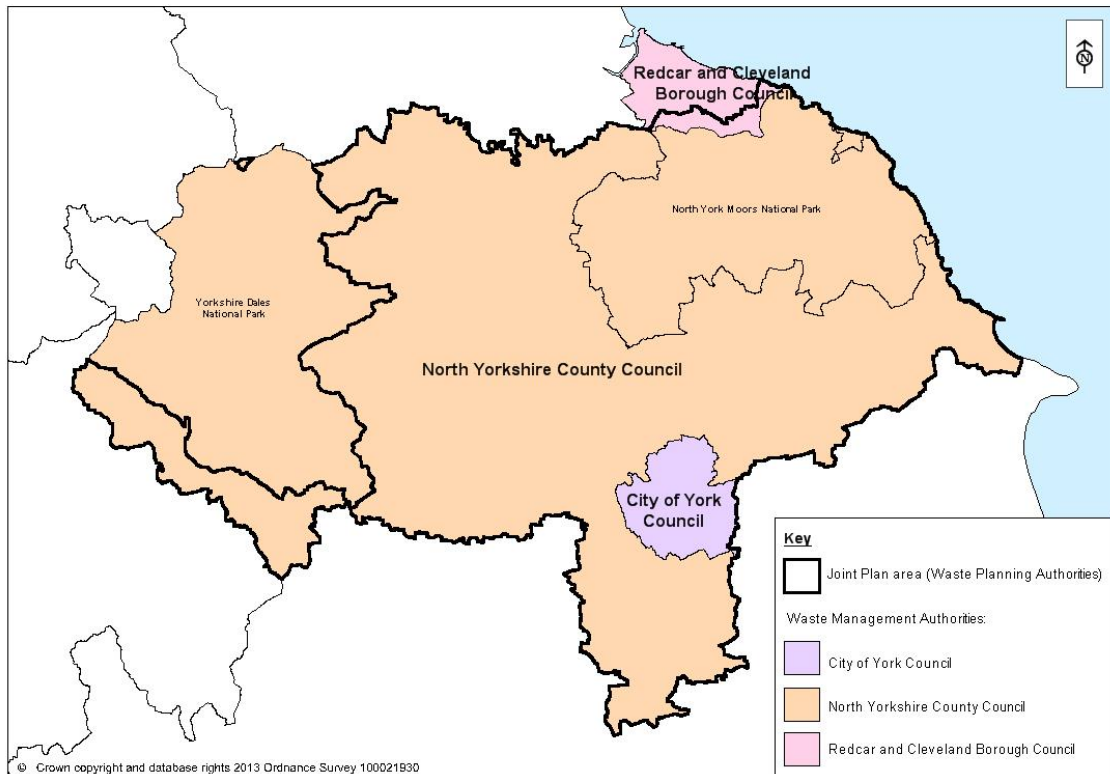 Redcar and Cleveland
Borough Council
N
North York Moors National Park
Yorkshire Dales
National Park
North Yorkshire County Council
City of York
Council
Key
Joint Plan area (Waste Planning Authorities)
Waste Management Authorities:
City of York Council
North Yorkshire County Council
Redcar and Cleveland Borough Council
© Crown copyright and database rights 2013 Ordnance Survey 100021930